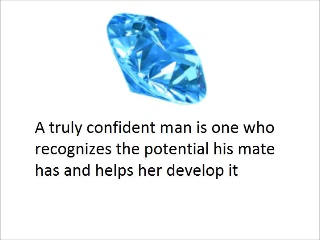 A truly confident man is one who
recognizes the potential his mate
has and helps her develop it